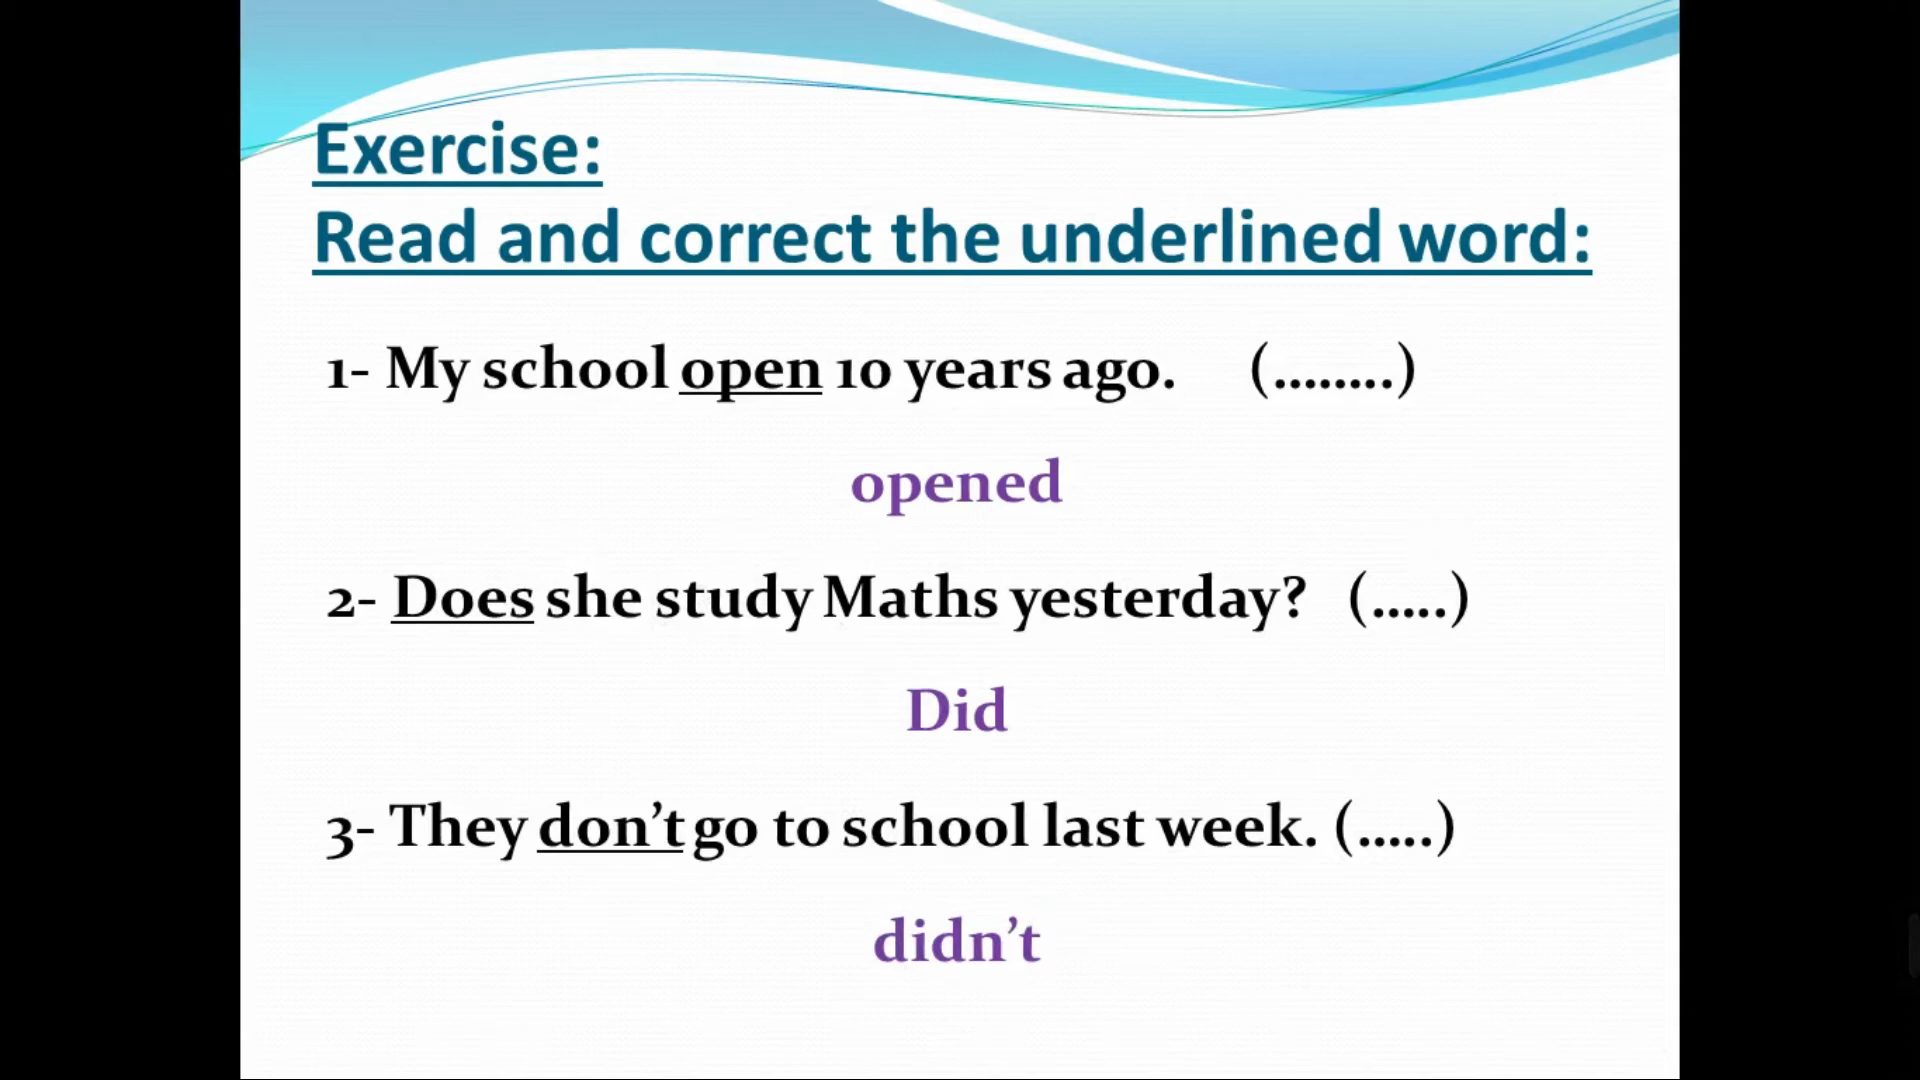 Exercise:
Read and correct the underlined word:
1- My school open 10 years ago. (........)
opened
2- Does she study Maths yesterday? (.....)
Did
3- They don’t go to school last week. (.....)
didn’t